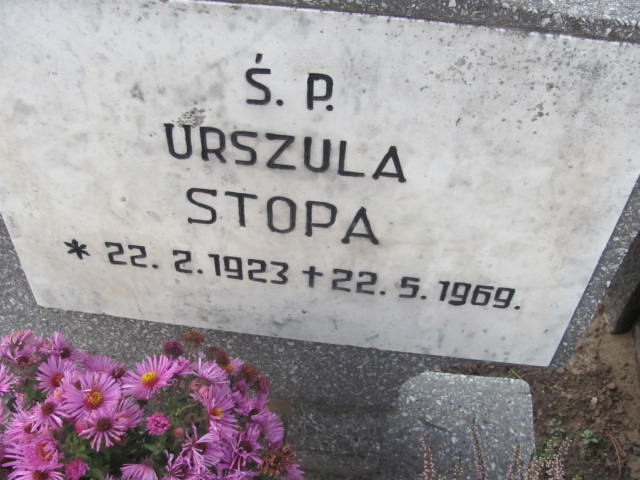 Ś. P.
URSZULA
STOPA
* 22. 2. 1923 † 22. 5. 1969.